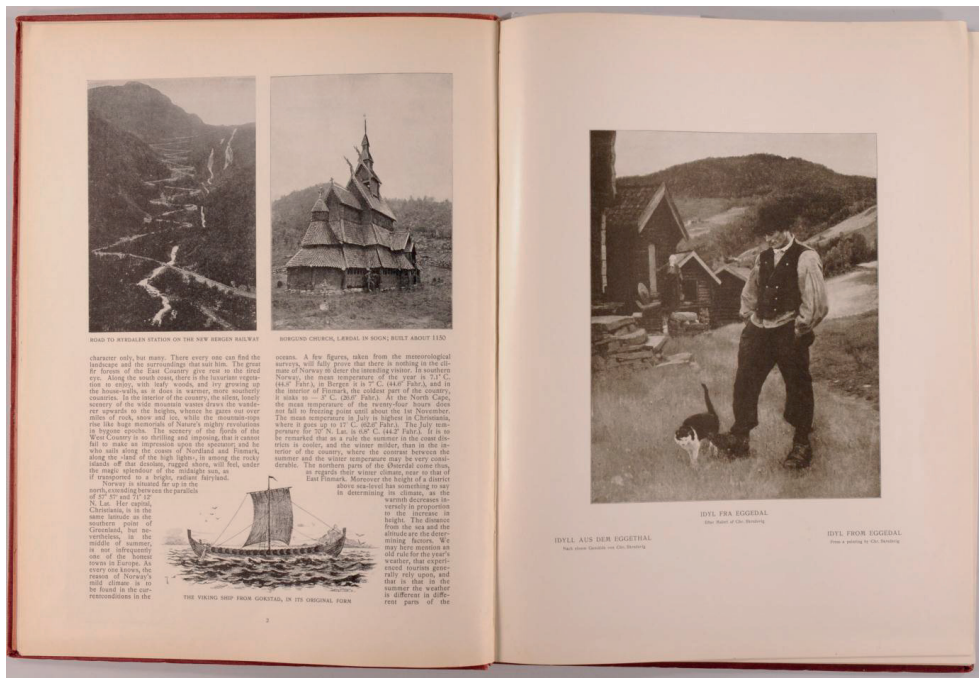 ROAD TO MYRDALEN STATION ON THE NEW BERGEN RAILWAY
BORGUND CHURCH, LÆRDAL IN SOGN; BUILT ABOUT 1150
character only, but many. There every one can find the
landscape and the surroundings that suit him. The great
fir forests of the East Country give rest to the tired
eye. Along the south coast, there is the luxuriant vegeta-
tion to enjoy, with leafy woods, and ivy growing up
the house-walls, as it does in warmer, more southerly
countries. In the interior of the country, the silent, lonely
scenery of the wide mountain wastes draws the wande-
rer upwards to the heights, whence he gazes out over
miles of rock, snow and ice, while the mountain-tops
rise like huge memorials of Nature's mighty revolutions
in bygone epochs. The scenery of the fjords of the
West Country is so thrilling and imposing, that it cannot
fail to make an impression upon the spectator; and he
who sails along the coasts of Nordland and Finmark,
along the »land of the high lights«, in among the rocky
islands off that desolate, rugged shore, will feel, under
the magic splendour of the midnight sun, as
if transported to a bright, radiant fairyland.
Norway is situated far up in the
north, extending between the parallels
of 57° 57' and 71° 12'
N. Lat. Her capital,
Christiania, is in the
same latitude as the
southern point of
Greenland, but ne-
vertheless, in the
middle of summer,
is not infrequently
one of the hottest
towns in Europe. As
every one knows, the
reason of Norway's
mild climate is to
be found in the cur-
rentconditions in the
oceans. A few figures, taken from the meteorological
surveys, will fully prove that there is nothing in the cli-
mate of Norway to deter the intending visitor. In southern
Norway, the mean temperature of the year is 7.1° C.
(44.8° Fahr.), in Bergen it is 7° C. (44.6° Fahr.), and in
the interior of Finmark, the coldest part of the country,
it sinks to — 3° C. (26.6° Fahr.). At the North Cape,
the mean temperature of the twenty-four hours does
not fall to freezing point until about the 1st November.
The mean temperature in July is highest in Christiania,
where it goes up to 17° C. (62.6° Fahr.). The July tem-
perature for 70° N. Lat. is 6.8° C. (44.2° Fahr.). It is to
be remarked that as a rule the summer in the coast dis-
tricts is cooler, and the winter milder, than in the in-
terior of the country, where the contrast between the
summer and the winter temperature may be very consi-
derable. The northern parts of the Østerdal come thus,
as regards their winter climate, near to that of
East Finmark. Moreover the height of a district
above sea-level has something to say
in determining its climate, as the
warmth decreases in-
versely in proportion
to the increase in
height. The distance
from the sea and the
altitude are the deter-
mining factors. We
may here mention an
old rule for the year's
weather, that experi-
enced tourists gene-
rally rely upon, and
that is that in the
summer the weather
is different in diffe-
rent parts of the
THE VIKING SHIP FROM GOKSTAD, IN ITS ORIGINAL FORM
3
IDYL FRA EGGEDAL
IDYLL AUS DEM EGGETHAL
IDYL FROM EGGEDAL